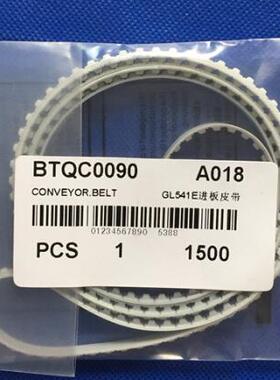 BTQC0090 A018
CONVEYOR.BELT GL541E进板皮带
01234567890 5388
PCS 1 1500